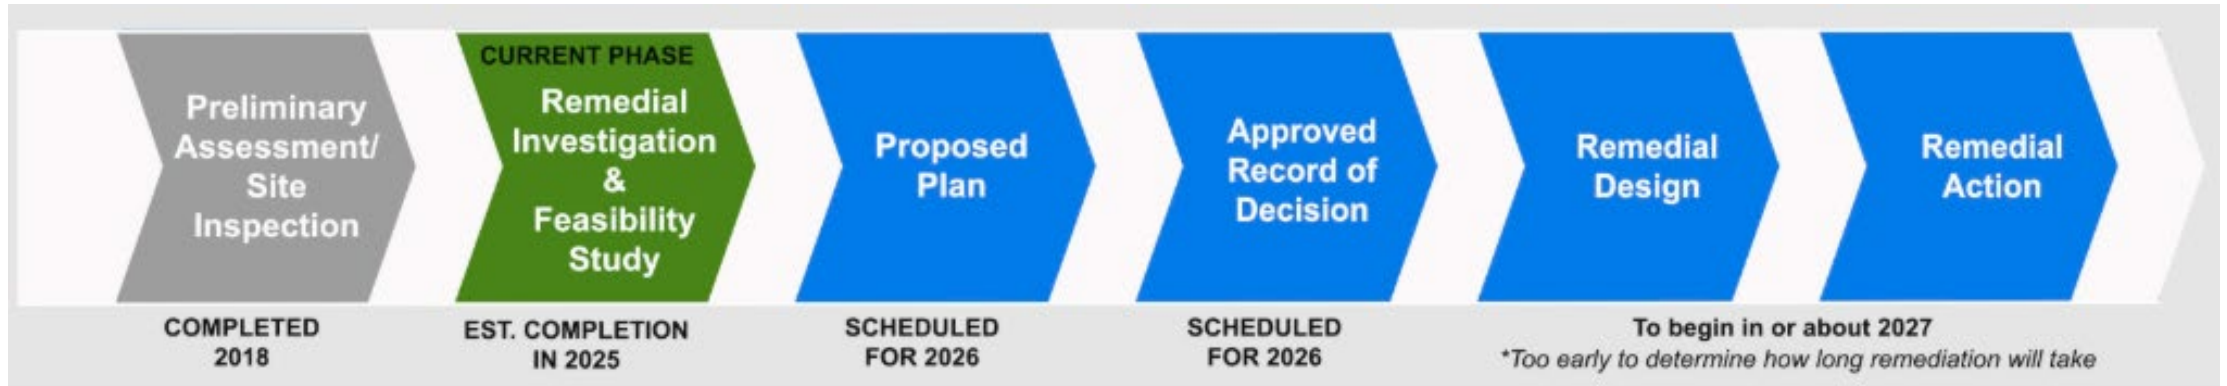 Preliminary
Assessment/
Site
Inspection
COMPLETED
2018
CURRENT PHASE
Remedial
Investigation
&
Feasibility
Study
EST. COMPLETION
IN 2025
Proposed
Plan
SCHEDULED
FOR 2026
Approved
Record of
Decision
SCHEDULED
FOR 2026
Remedial
Design
Remedial
Action
To begin in or about 2027
*Too early to determine how long remediation will take